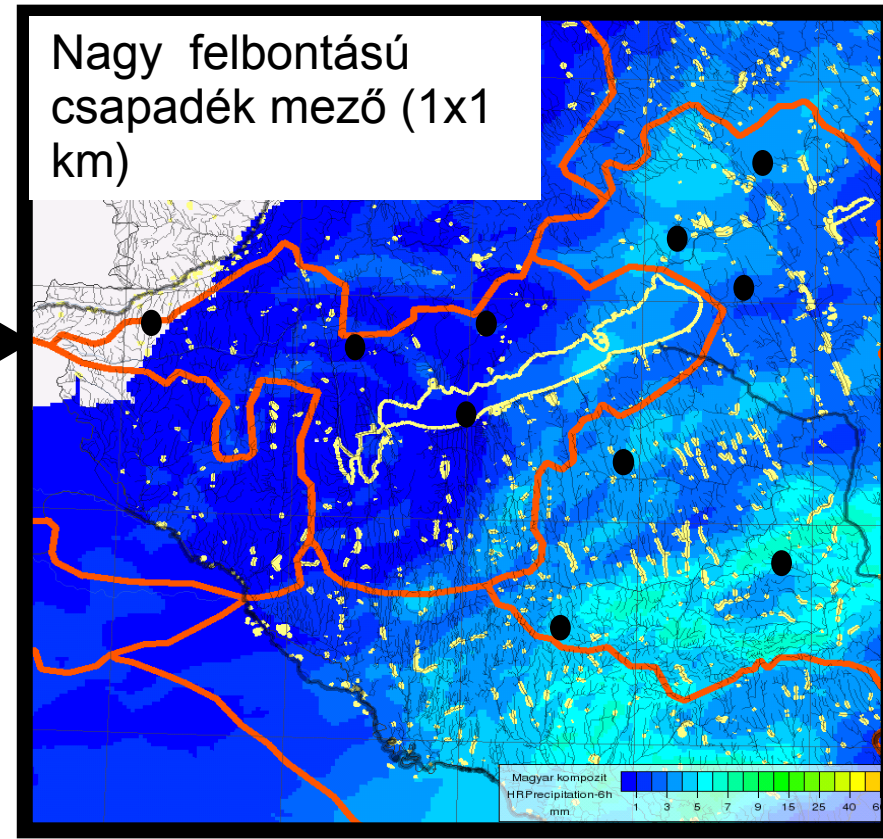 Nagy felbontású
csapadék mező (1x1
km)
Magyar kompozit
HRPrecipitation-6h
mm
1 3 5 7 9 15 25 40